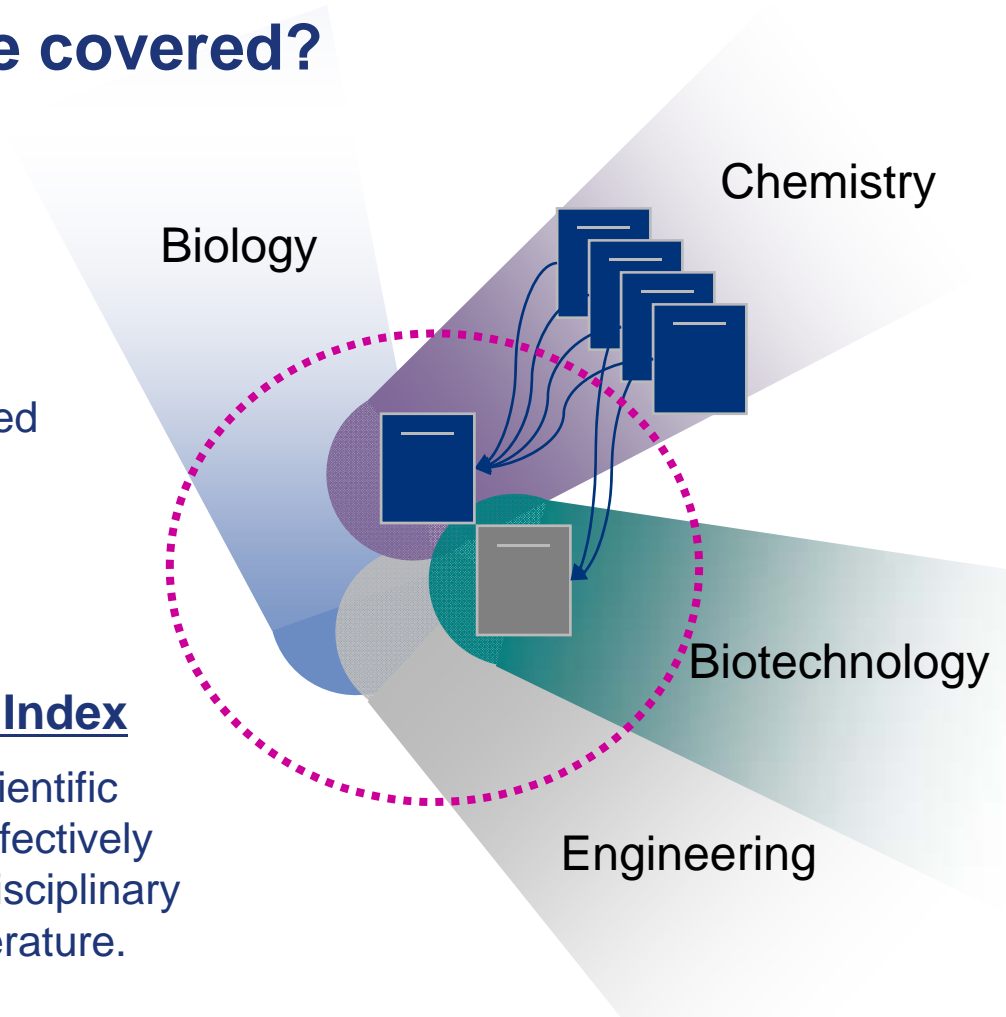 e covered?
Chemistry
Biology
ed
Biotechnology
Index
ientific
fectively
Engineering
isciplinary
erature.